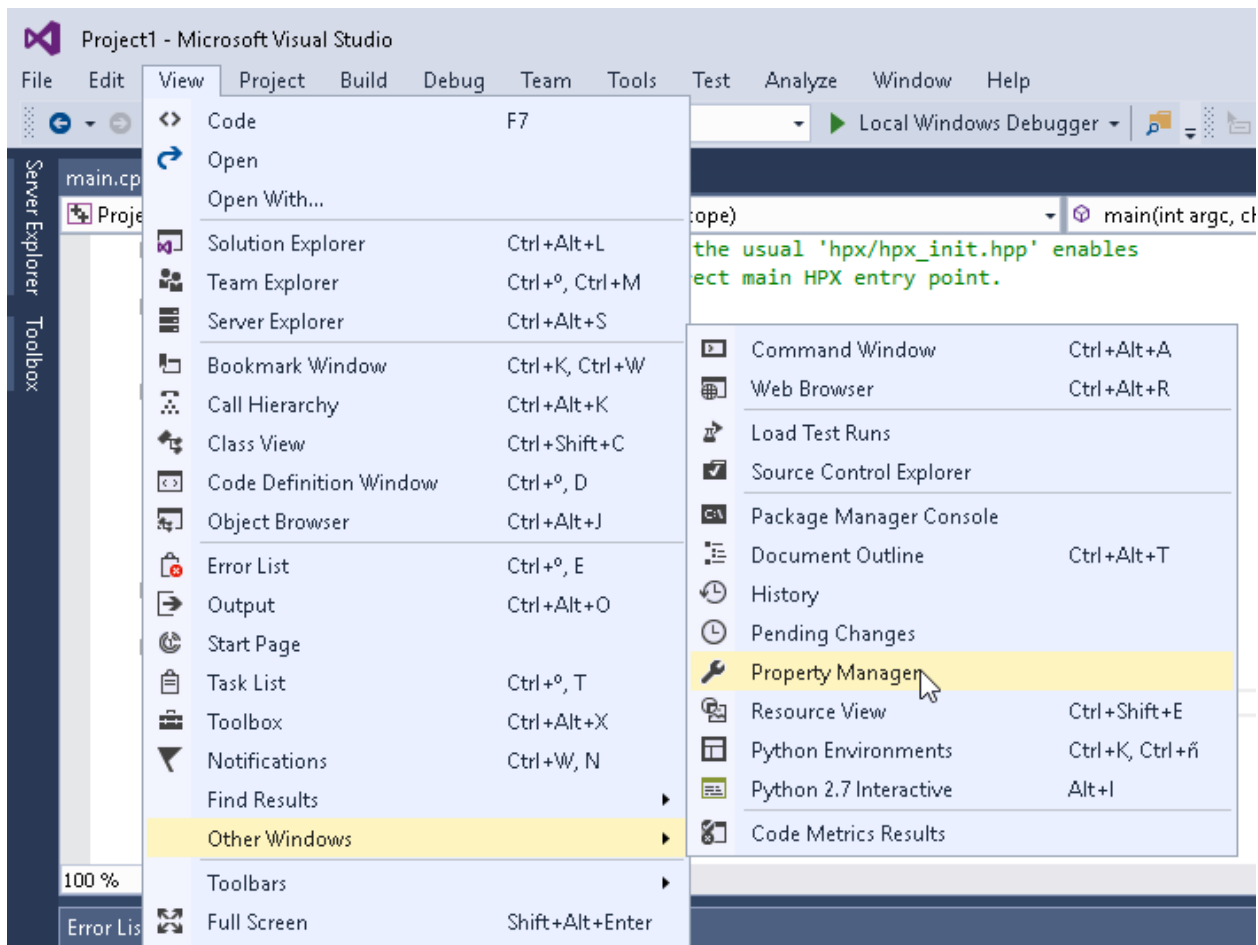 Project1 - Microsoft Visual Studio
File Edit View Project Build Debug Team Tools Test Analyze Window Help
Local Windows Debugger
Server Explorer
Toolbox
main.cp
Proje
cope)
main(int argc, ch
the usual 'hpx/hpx_init.hpp' enables
ect main HPX entry point.
Code F7
Open
Open With...
Solution Explorer Ctrl+Alt+L
Team Explorer Ctrl+º, Ctrl+M
Server Explorer Ctrl+Alt+S
Bookmark Window Ctrl+K, Ctrl+W
Call Hierarchy Ctrl+Alt+K
Class View Ctrl+Shift+C
Code Definition Window Ctrl+º, D
Object Browser Ctrl+Alt+J
Error List Ctrl+º, E
Output Ctrl+Alt+O
Start Page
Task List Ctrl+º, T
Toolbox Ctrl+Alt+X
Notifications Ctrl+W, N
Find Results
Other Windows
Toolbars
Full Screen Shift+Alt+Enter
Command Window Ctrl+Alt+A
Web Browser Ctrl+Alt+R
Load Test Runs
Source Control Explorer
Package Manager Console
Document Outline Ctrl+Alt+T
History
Pending Changes
Property Manager
Resource View Ctrl+Shift+E
Python Environments Ctrl+K, Ctrl+ñ
Python 2.7 Interactive Alt+I
Code Metrics Results
100 %
Error Lis